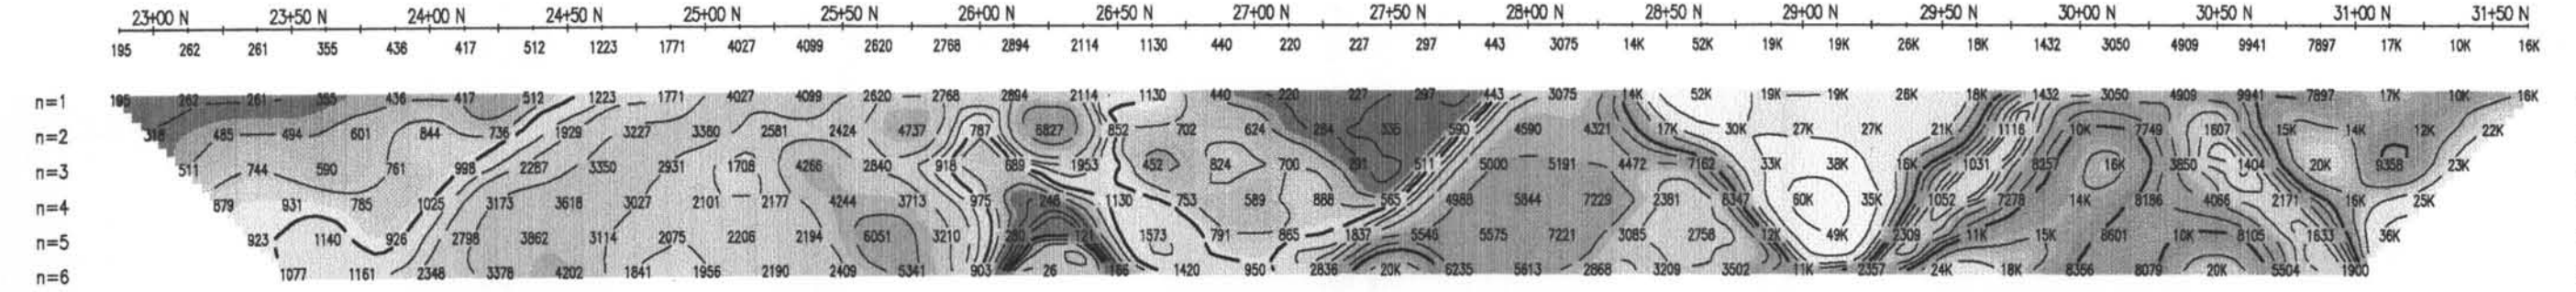 23+00 N 23+50 N 24+00 N 24+50 N 25+00 N 25+50 N 26+00 N 26+50 N 27+00 N 27+50 N 28+00 N 28+50 N 29+00 N 29+50 N 30+00 N 30+50 N 31+00 N 31+50 N
195 262 261 355 436 417 512 1223 1771 4027 4099 2620 2768 2894 2114 1130 440 220 227 297 443 3075 14K 52K 19K 19K 26K 18K 1432 3050 4909 9941 7897 17K 10K 16K
n=1 195 262 261 355 436 417 512 1223 1771 4027 4099 2620 2768 2894 2114 1130 440 220 227 297 443 3075 14K 52K 19K 19K 26K 18K 1432 3050 4909 9941 7897 17K 10K 16K
n=2 318 485 494 601 844 736 1929 3227 3380 2581 2424 4737 787 6827 852 702 624 264 336 590 4590 4321 17K 30K 27K 27K 21K 1116 10K 7749 1607 15K 14K 12K 22K
n=3 511 744 590 761 998 2287 3350 2931 1708 4266 2840 918 689 1953 452 824 700 291 511 5000 5191 4472 7162 33K 38K 16K 1031 8257 16K 3850 1404 20K 9358 23K
n=4 879 931 785 1025 3173 3618 3027 2101 2177 4244 3713 975 246 1130 753 589 868 565 4988 5844 7229 2381 6347 60K 35K 1052 7278 14K 8186 4066 2171 16K 25K
n=5 923 1140 926 2798 3862 3114 2075 2206 2194 6051 3210 280 121 1573 791 865 1837 5546 5575 7221 3085 2758 12K 49K 2309 11K 15K 8601 10K 8105 1633 36K
n=6 1077 1161 2348 3378 4202 1841 1956 2190 2409 5341 903 26 166 1420 950 2836 20K 6235 5613 2868 3209 3502 11K 2357 24K 18K 8366 8079 20K 5504 1900